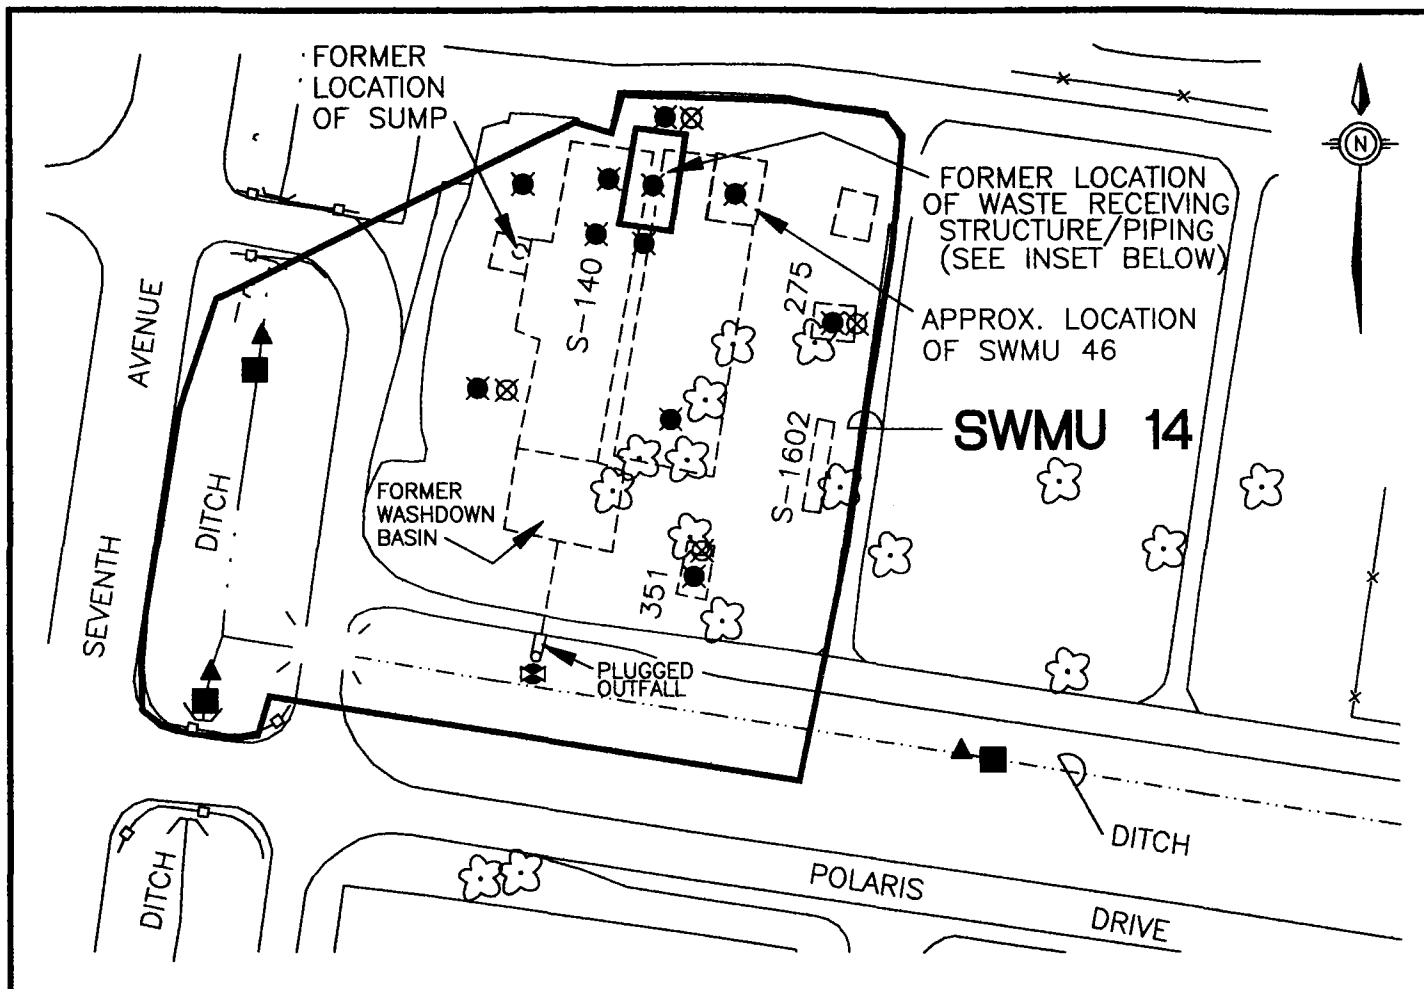 FORMER
LOCATION
OF SUMP
N
FORMER LOCATION
OF WASTE RECEIVING
STRUCTURE/PIPING
(SEE INSET BELOW)
APPROX. LOCATION
OF SWMU 46
S-140
275
AVENUE
SWMU 14
S-1602
DITCH
FORMER
WASHDOWN
BASIN
SEVENTH
351
PLUGGED
OUTFALL
DITCH
DITCH
POLARIS
DRIVE